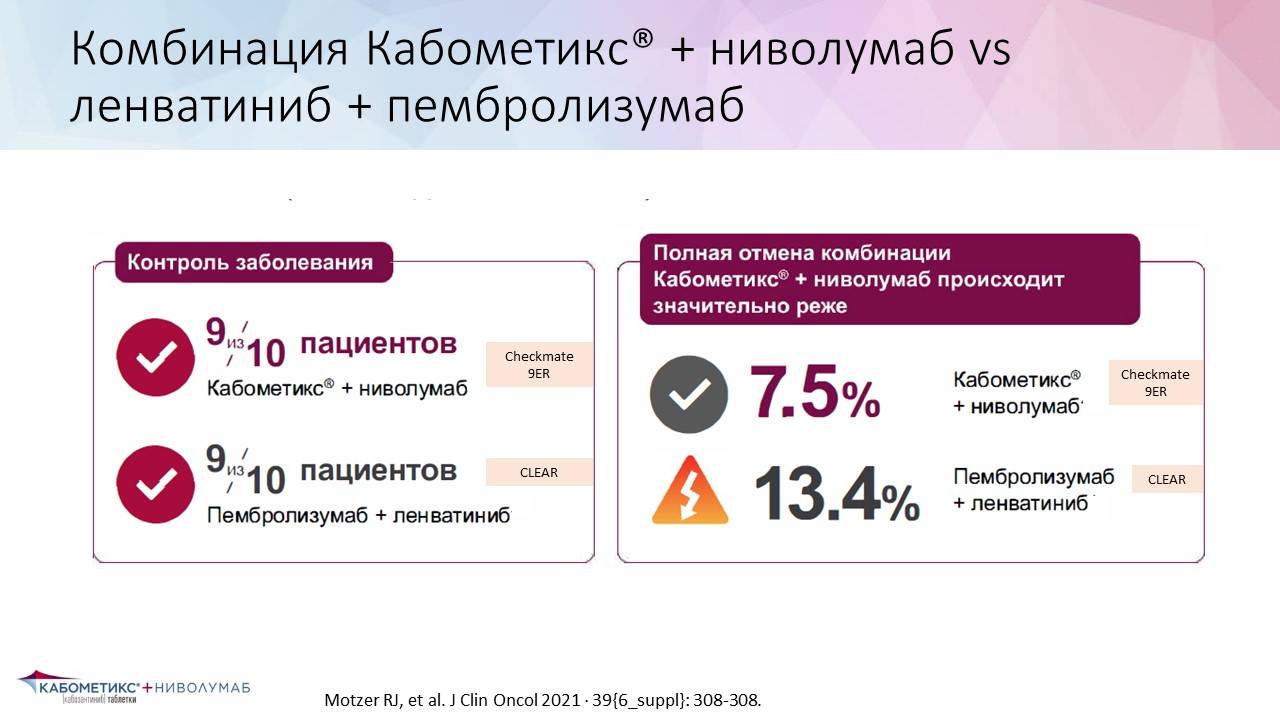 Комбинация Кабометикс® + ниволумаб vs
ленватиниб + пембролизумаб
Контроль заболевания
9 из 10 пациентов
Кабометикс® + ниволумаб
Checkmate
9ER
9 из 10 пациентов
Пембролизумаб + ленватиниб
CLEAR
Полная отмена комбинации
Кабометикс® + ниволумаб происходит
значительно реже
7.5%
Кабометикс®
+ ниволумаб
Checkmate
9ER
13.4%
Пембролизумаб
+ ленватиниб
CLEAR
КАБОМЕТИКС®+НИВОЛУМАБ
(кабозантиниб) таблетки
Motzer RJ, et al. J Clin Oncol 2021 · 39{6_suppl}: 308-308.